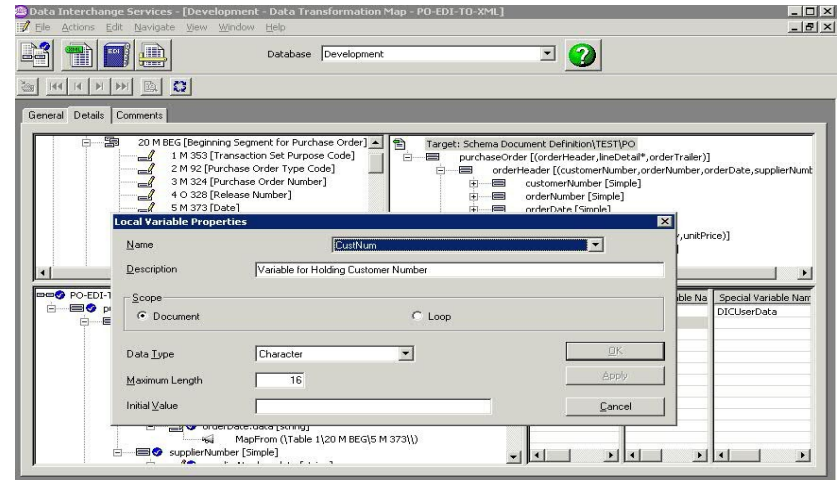 Data Interchange Services - [Development - Data Transformation Map - PO-EDI-TO-XML]
File Actions Edit Navigate View Window Help
Database Development
General Details Comments
20 M BEG [Beginning Segment for Purchase Order]
1 M 353 [Transaction Set Purpose Code]
2 M 92 [Purchase Order Type Code]
3 M 324 [Purchase Order Number]
4 O 328 [Release Number]
5 M 373 [Date]
Target: Schema Document Definition\TEST\PO
purchaseOrder [(orderHeader,lineDetail*,orderTrailer)]
orderHeader [(customerNumber,orderNumber,orderDate,supplierNumb
customerNumber [Simple]
orderNumber [Simple]
orderDate [Simple]
,unitPrice)]
Local Variable Properties
Name CustNum
Description Variable for Holding Customer Number
Scope
Document Loop
Data Type Character
Maximum Length 16
Initial Value
OK
Apply
Cancel
PO-EDI-T
ble Na
Special Variable Nam
DICUserData
orderDate.data [string]
MapFrom (\Table 1\20 M BEG\5 M 373\\)
supplierNumber [Simple]